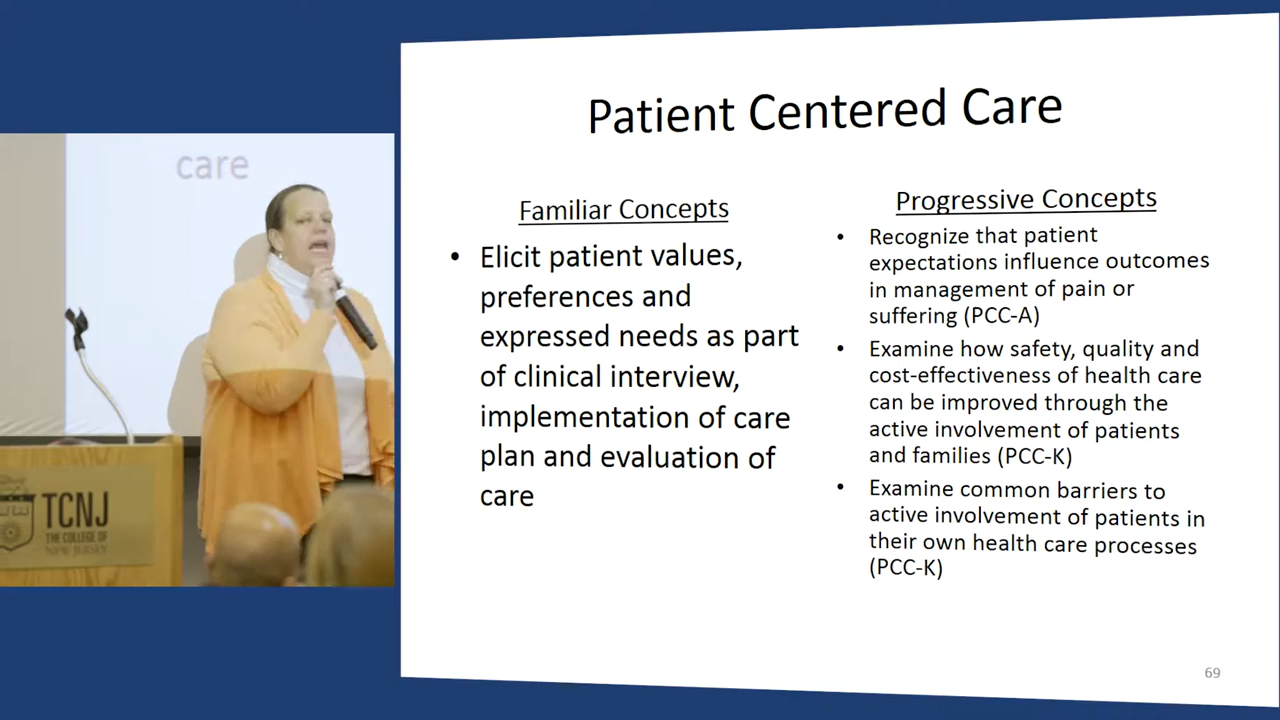 care
TCNJ
THE COLLEGE OF
NEW JERSEY
Patient Centered Care
Familiar Concepts
• Elicit patient values,
preferences and
expressed needs as part
of clinical interview,
implementation of care
plan and evaluation of
care
Progressive Concepts
• Recognize that patient
expectations influence outcomes
in management of pain or
suffering (PCC-A)
• Examine how safety, quality and
cost-effectiveness of health care
can be improved through the
active involvement of patients
and families (PCC-K)
• Examine common barriers to
active involvement of patients in
their own health care processes
(PCC-K)
69